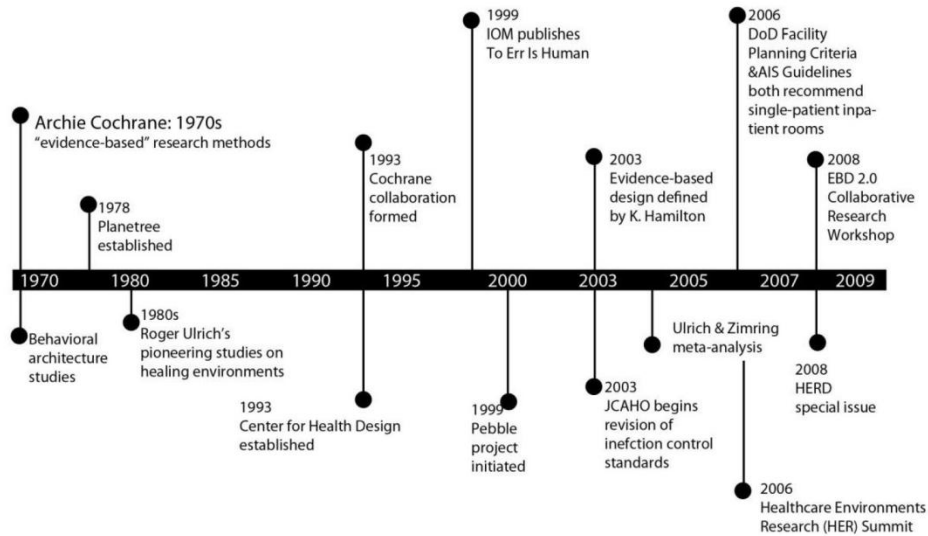 1999
IOM publishes
To Err Is Human
2006
DoD Facility
Planning Criteria
&AIS Guidelines
both recommend
single-patient inpa-
tient rooms
Archie Cochrane: 1970s
“evidence-based” research methods
1993
Cochrane
collaboration
formed
2003
Evidence-based
design defined
by K. Hamilton
2008
EBD 2.0
Collaborative
Research
Workshop
1978
Planetree
established
1970 1980 1985 1990 1995 2000 2003 2005 2007 2009
Behavioral
architecture
studies
1980s
Roger Ulrich’s
pioneering studies on
healing environments
Ulrich & Zimring
meta-analysis
2008
HERD
special issue
1993
Center for Health Design
established
1999
Pebble
project
initiated
2003
JCAHO begins
revision of
inefction control
standards
2006
Healthcare Environments
Research (HER) Summit